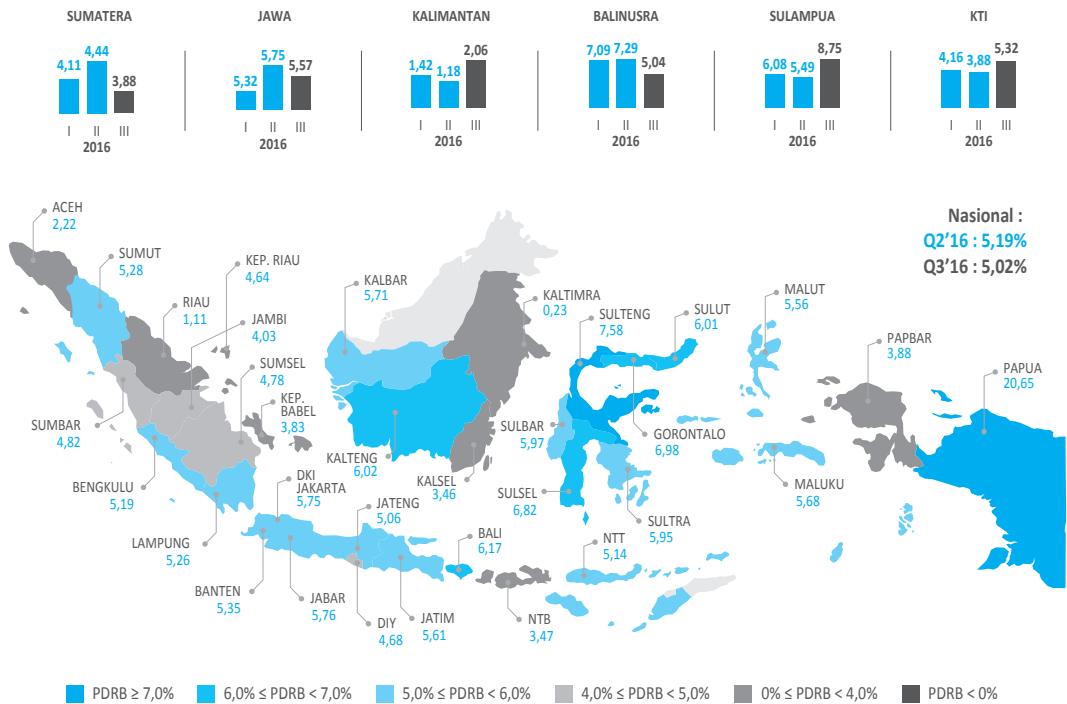 SUMATERA
4,11
4,44
3,88
I
II
III
2016
JAWA
5,32
5,75
5,57
I
II
III
2016
KALIMANTAN
1,42
1,18
2,06
I
II
III
2016
BALINUSRA
7,09
7,29
5,04
I
II
III
2016
SULAMPUA
6,08
5,49
8,75
I
II
III
2016
KTI
4,16
3,88
5,32
I
II
III
2016
Nasional :
Q2'16 : 5,19%
Q3'16 : 5,02%
ACEH
2,22
SUMUT
5,28
KEP. RIAU
4,64
RIAU
1,11
JAMBI
4,03
SUMSEL
4,78
KEP.
BABEL
3,83
SUMBAR
4,82
BENGKULU
5,19
LAMPUNG
5,26
DKI
JAKARTA
5,75
BANTEN
5,35
JABAR
5,76
JATENG
5,06
DIY
4,68
JATIM
5,61
BALI
6,17
NTB
3,47
NTT
5,14
KALBAR
5,71
KALTENG
6,02
KALSEL
3,46
KALTIMRA
0,23
SULTENG
7,58
SULUT
6,01
SULBAR
5,97
GORONTALO
6,98
SULSEL
6,82
SULTRA
5,95
MALUT
5,56
MALUKU
5,68
PAPBAR
3,88
PAPUA
20,65
PDRB ≥ 7,0%
6,0% ≤ PDRB < 7,0%
5,0% ≤ PDRB < 6,0%
4,0% ≤ PDRB < 5,0%
0% ≤ PDRB < 4,0%
PDRB < 0%